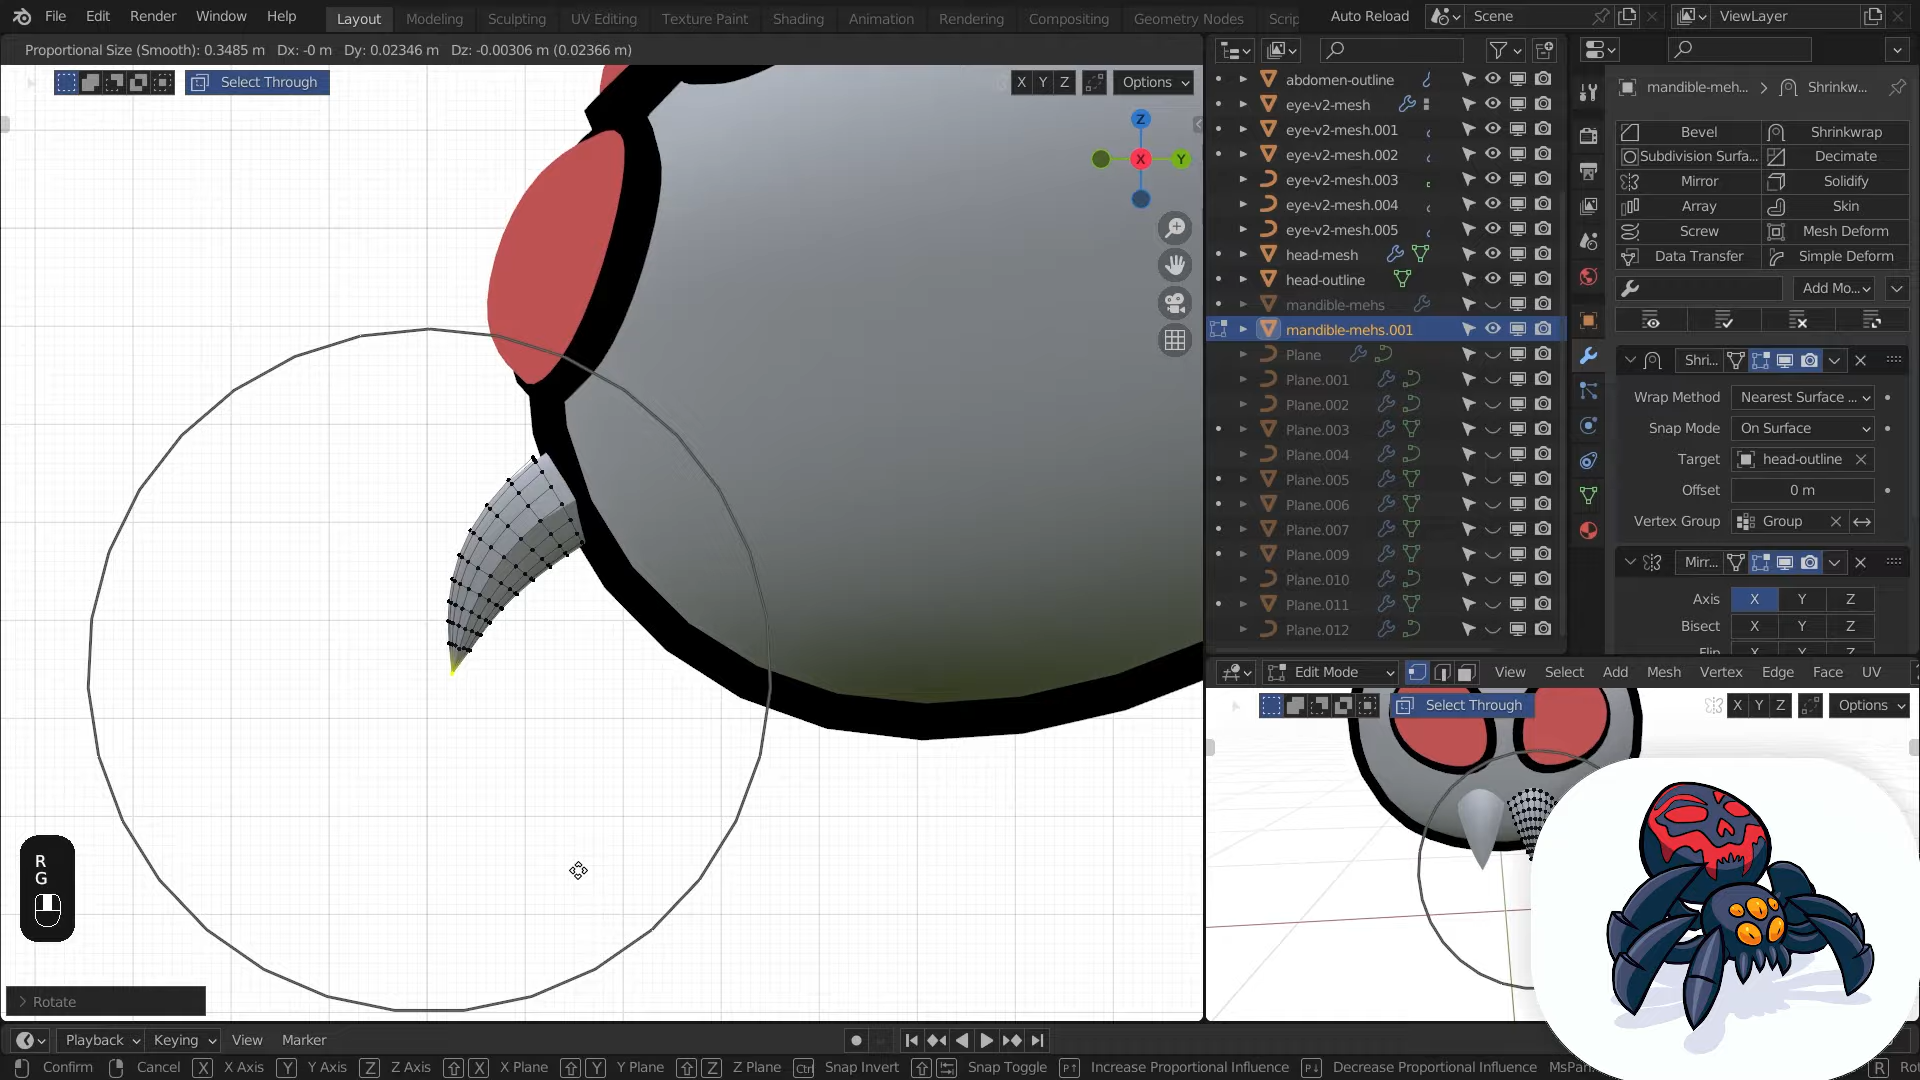 File Edit Render Window Help Layout Modeling Sculpting UV Editing Texture Paint Shading Animation Rendering Compositing Geometry Nodes Scrip Auto Reload Scene ViewLayer
Proportional Size (Smooth): 0.3485 m Dx: -0 m Dy: 0.02346 m Dz: -0.00306 m (0.02366 m)
Select Through X Y Z Options
Z
X Y
abdomen-outline
eye-v2-mesh
eye-v2-mesh.001
eye-v2-mesh.002
eye-v2-mesh.003
eye-v2-mesh.004
eye-v2-mesh.005
head-mesh
head-outline
mandible-mehs
mandible-mehs.001
Plane
Plane.001
Plane.002
Plane.003
Plane.004
Plane.005
Plane.006
Plane.007
Plane.009
Plane.010
Plane.011
Plane.012
mandible-meh... Shrinkw...
Bevel Shrinkwrap
Subdivision Surfa... Decimate
Mirror Solidify
Array Skin
Screw Mesh Deform
Data Transfer Simple Deform
Add Mo...
Shri...
Wrap Method Nearest Surface ...
Snap Mode On Surface
Target head-outline
Offset 0 m
Vertex Group Group
Mirr...
Axis X Y Z
Bisect X Y Z
Edit Mode View Select Add Mesh Vertex Edge Face UV
Select Through X Y Z Options
R
G
Rotate
Playback Keying View Marker
Confirm Cancel X X Axis Y Y Axis Z Z Axis X X Plane Y Y Plane Z Z Plane Ctrl Snap Invert Snap Toggle Increase Proportional Influence Decrease Proportional Influence MsPan R